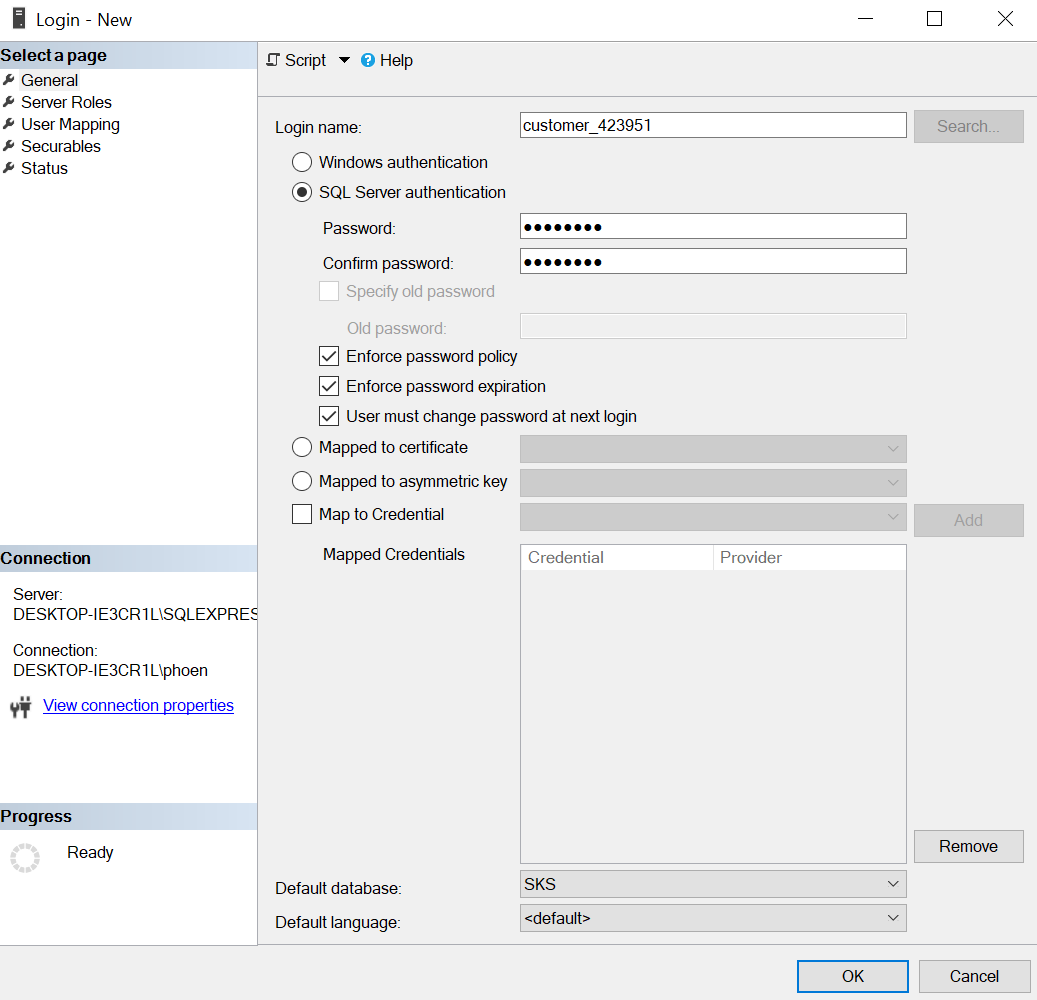 Login - New
Select a page
General
Server Roles
User Mapping
Securables
Status
Script
Help
Login name:
customer_423951
Search...
Windows authentication
SQL Server authentication
Password:
●●●●●●●●
Confirm password:
●●●●●●●●
Specify old password
Old password:
Enforce password policy
Enforce password expiration
User must change password at next login
Mapped to certificate
Mapped to asymmetric key
Map to Credential
Add
Mapped Credentials
Credential
Provider
Remove
Default database:
SKS
Default language:
<default>
Connection
Server:
DESKTOP-IE3CR1L\SQLEXPRES
Connection:
DESKTOP-IE3CR1L\phoen
View connection properties
Progress
Ready
OK
Cancel